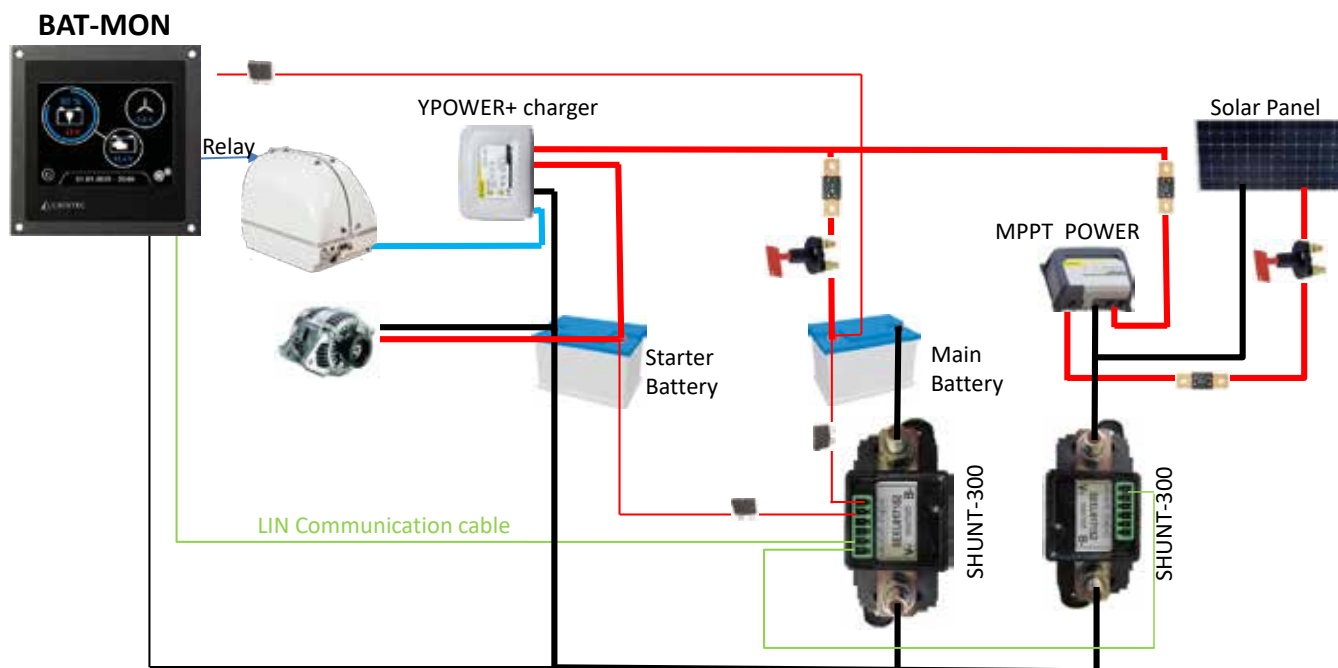 BAT-MON
YPOWER+ charger
Solar Panel
Relay
MPPT POWER
Starter
Battery
Main
Battery
SHUNT-300
SHUNT-300
LIN Communication cable
B-
B-